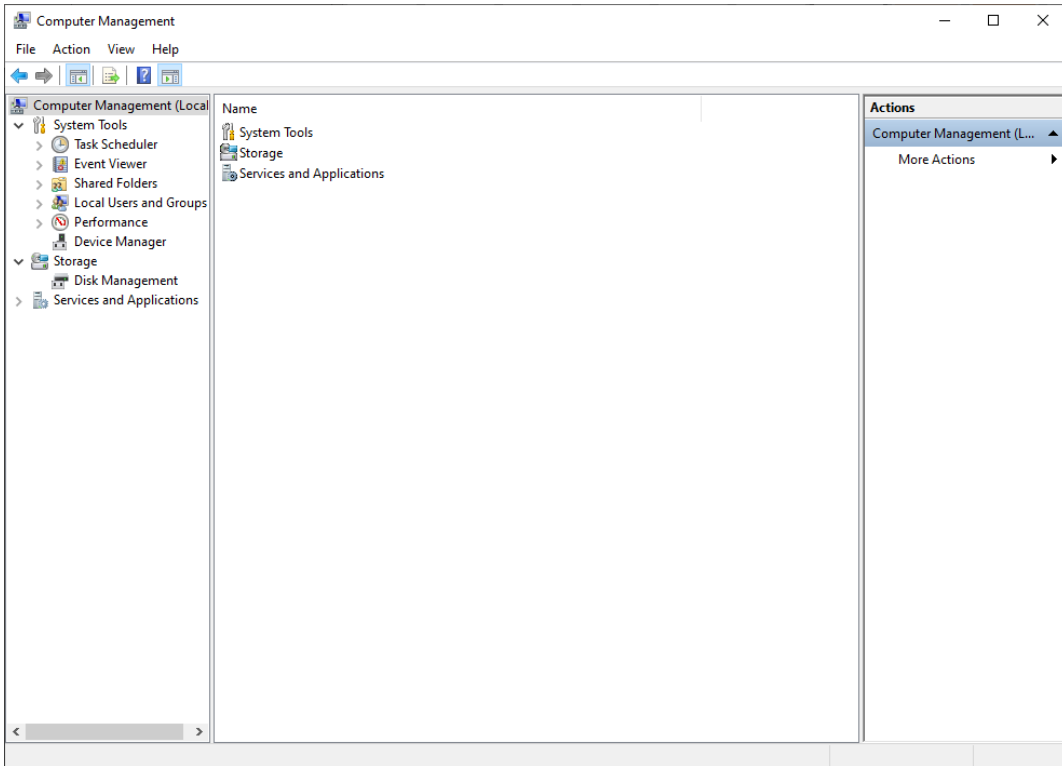 Computer Management
File Action View Help
Computer Management (Local
System Tools
Task Scheduler
Event Viewer
Shared Folders
Local Users and Groups
Performance
Device Manager
Storage
Disk Management
Services and Applications
Name
System Tools
Storage
Services and Applications
Actions
Computer Management (L...
More Actions